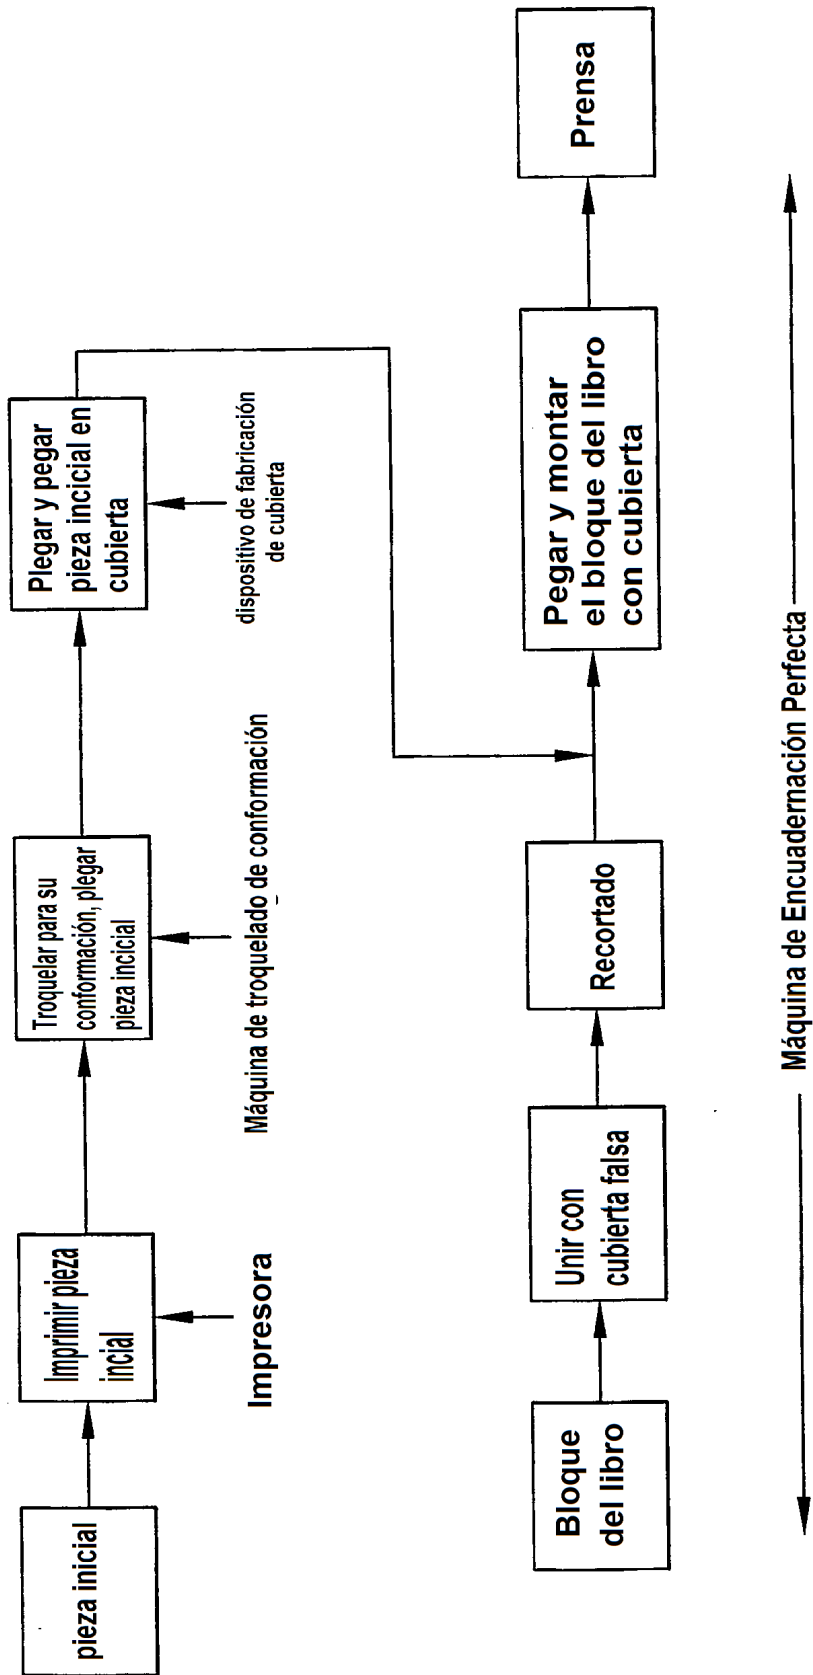 pieza inicial
Imprimir pieza
incial
Impresora
Troquelar para su
conformación, plegar
pieza incicial
Máquina de troquelado de conformación
Plegar y pegar
pieza incicial en
cubierta
dispositivo de fabricación
de cubierta
Bloque
del libro
Unir con
cubierta falsa
Recortado
Pegar y montar
el bloque del libro
con cubierta
Prensa
Máquina de Encuadernación Perfecta